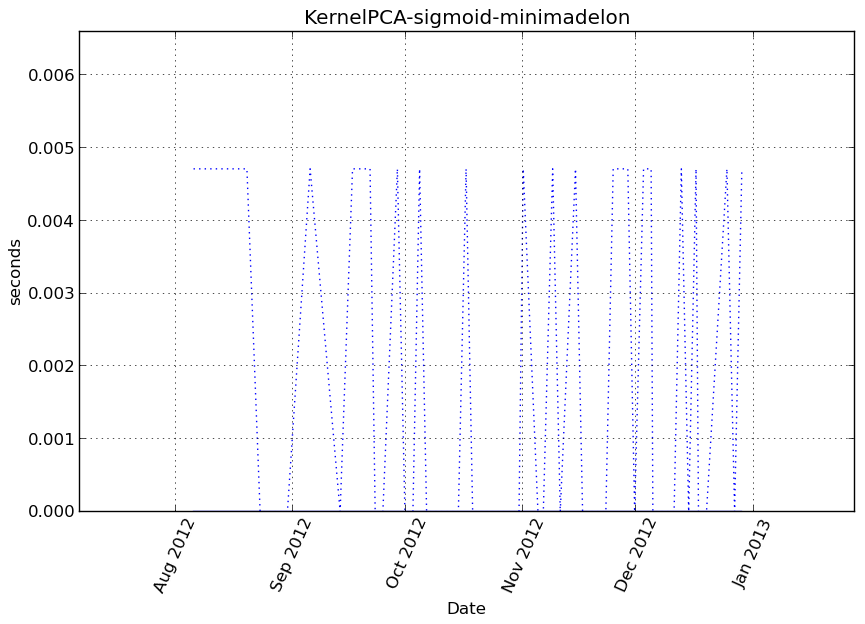 KernelPCA-sigmoid-minimadelon
0.006
0.005
0.004
0.003
0.002
0.001
0.000
seconds
Aug 2012
Sep 2012
Oct 2012
Nov 2012
Dec 2012
Jan 2013
Date